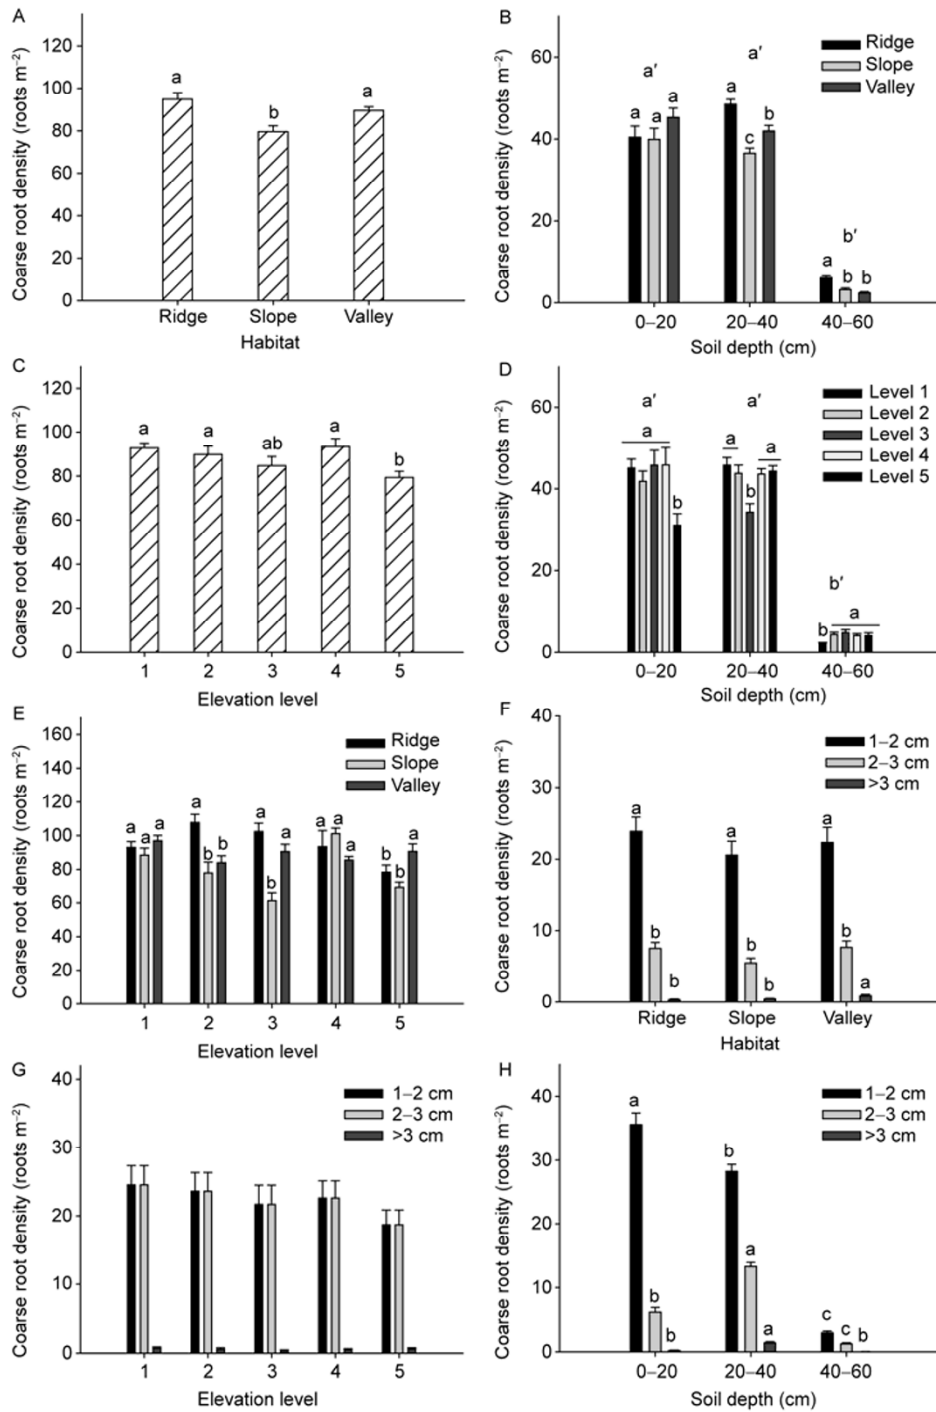 A
Coarse root density (roots m⁻²)
120
100
80
60
40
20
0
a
b
a
Ridge
Slope
Valley
Habitat
B
Coarse root density (roots m⁻²)
60
40
20
0
Ridge
Slope
Valley
a′
a′
b′
a
a
a
a
c
b
a
b
b
0–20
20–40
40–60
Soil depth (cm)
C
Coarse root density (roots m⁻²)
120
100
80
60
40
20
0
a
a
ab
a
b
1
2
3
4
5
Elevation level
D
Coarse root density (roots m⁻²)
60
40
20
0
Level 1
Level 2
Level 3
Level 4
Level 5
a′
a′
b′
a
b
a
b
a
b
a
0–20
20–40
40–60
Soil depth (cm)
E
Coarse root density (roots m⁻²)
160
140
120
100
80
60
40
20
0
Ridge
Slope
Valley
a
a
a
a
b
b
a
b
a
a
a
a
b
b
a
1
2
3
4
5
Elevation level
F
Coarse root density (roots m⁻²)
40
30
20
10
0
1–2 cm
2–3 cm
>3 cm
a
b
b
a
b
b
a
b
a
Ridge
Slope
Valley
Habitat
G
Coarse root density (roots m⁻²)
40
30
20
10
0
1–2 cm
2–3 cm
>3 cm
1
2
3
4
5
Elevation level
H
Coarse root density (roots m⁻²)
40
30
20
10
0
1–2 cm
2–3 cm
>3 cm
a
b
b
b
a
a
c
c
b
0–20
20–40
40–60
Soil depth (cm)